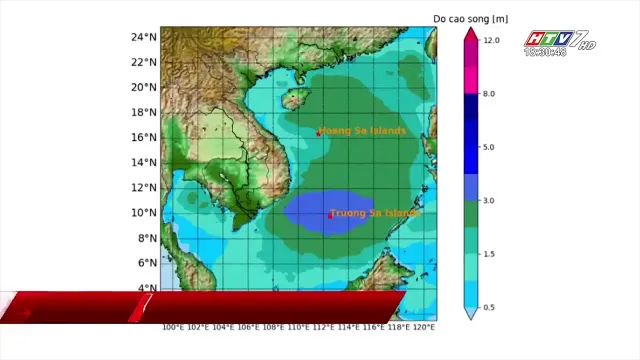 Do cao song [m]
HTV7 HD
18:30:48
24°N
22°N
20°N
18°N
16°N
14°N
12°N
10°N
8°N
6°N
4°N
Hoang Sa Islands
Truong Sa Islands
12.0
8.0
5.0
3.0
1.5
0.5
7
100°E 102°E 104°E 106°E 108°E 110°E 112°E 114°E 116°E 118°E 120°E